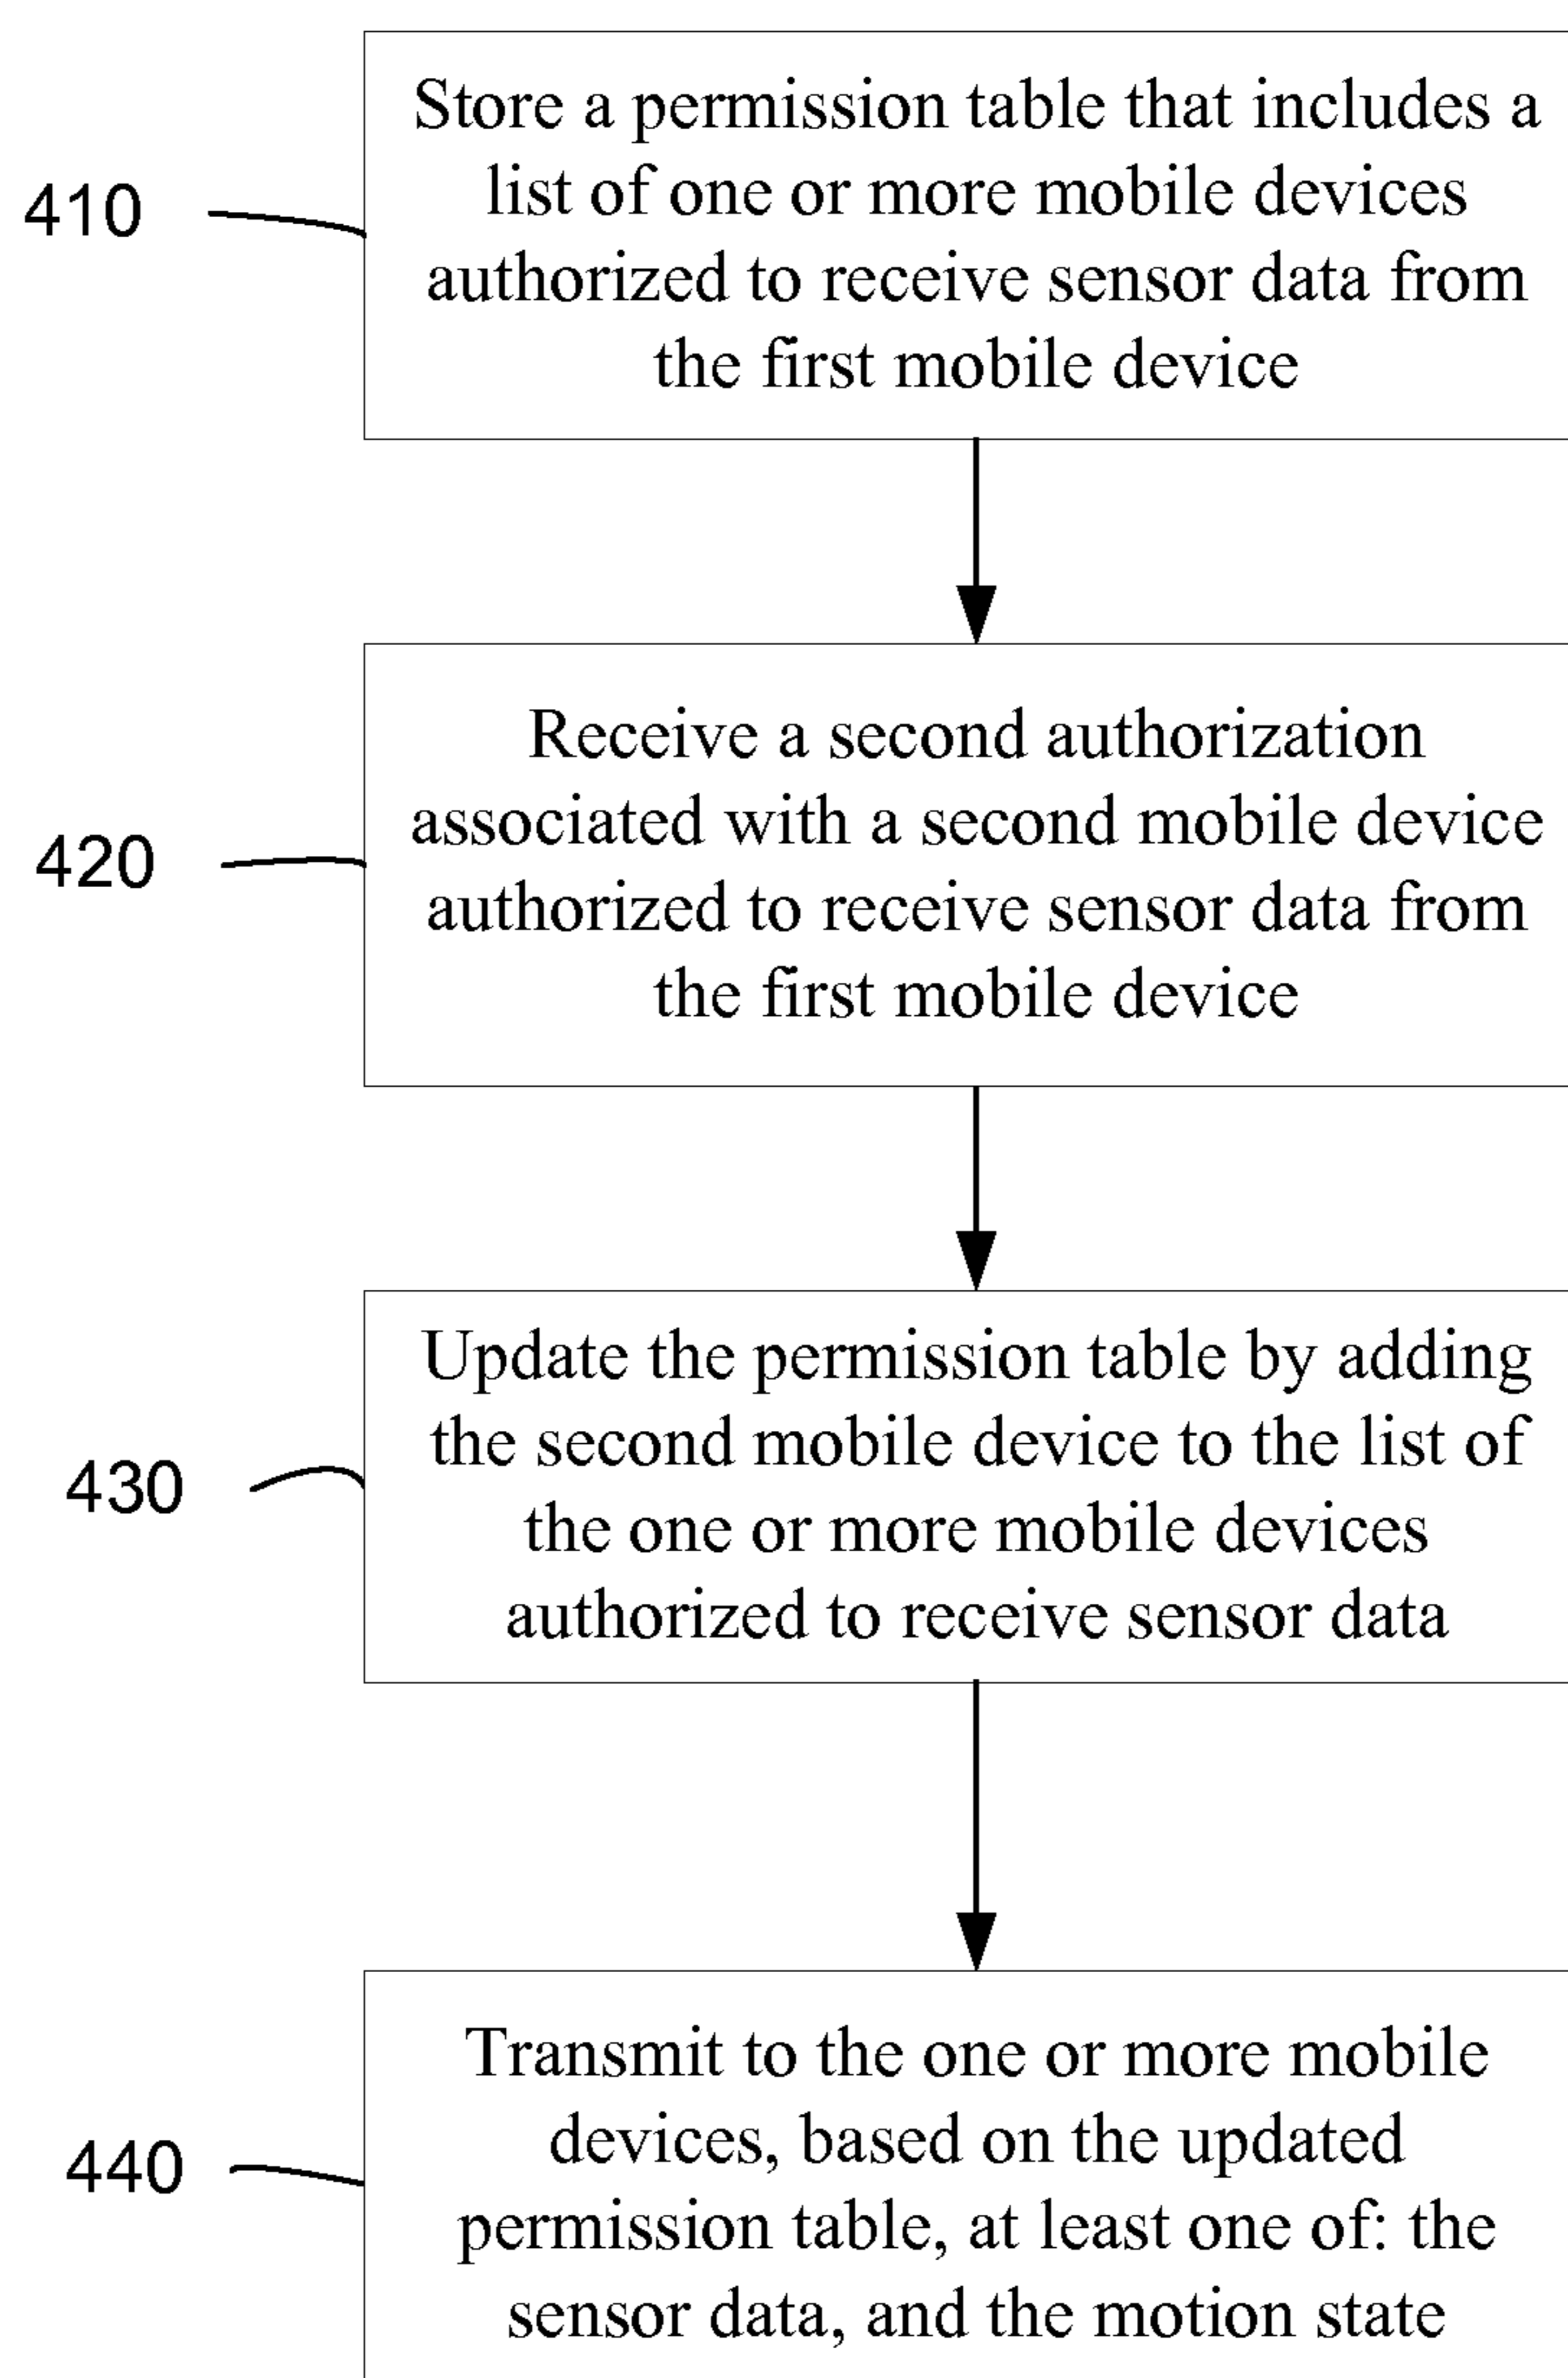 Store a permission table that includes a
list of one or more mobile devices
authorized to receive sensor data from
the first mobile device
410
Receive a second authorization
associated with a second mobile device
authorized to receive sensor data from
the first mobile device
420
Update the permission table by adding
the second mobile device to the list of
the one or more mobile devices
authorized to receive sensor data
430
Transmit to the one or more mobile
devices, based on the updated
permission table, at least one of: the
sensor data, and the motion state
440